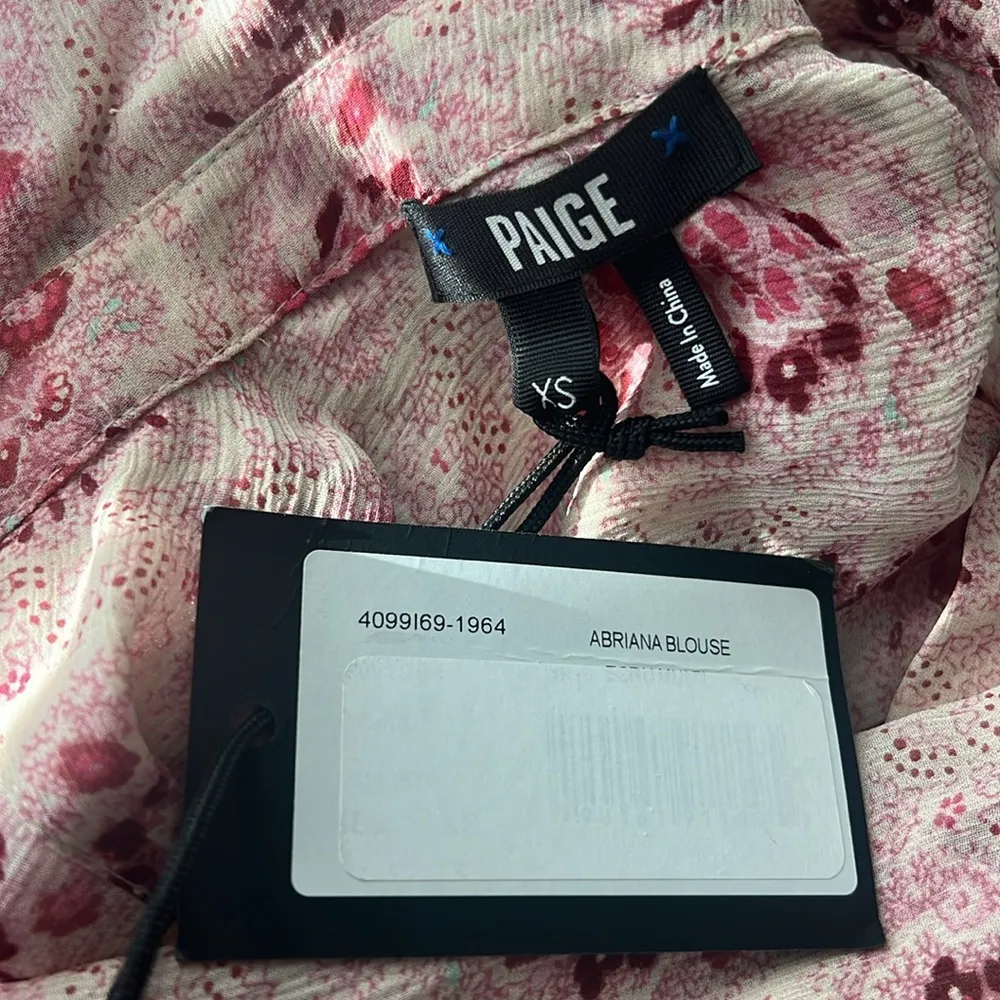 PAIGE
Made In China
XS
4099I69-1964
ABRIANA BLOUSE